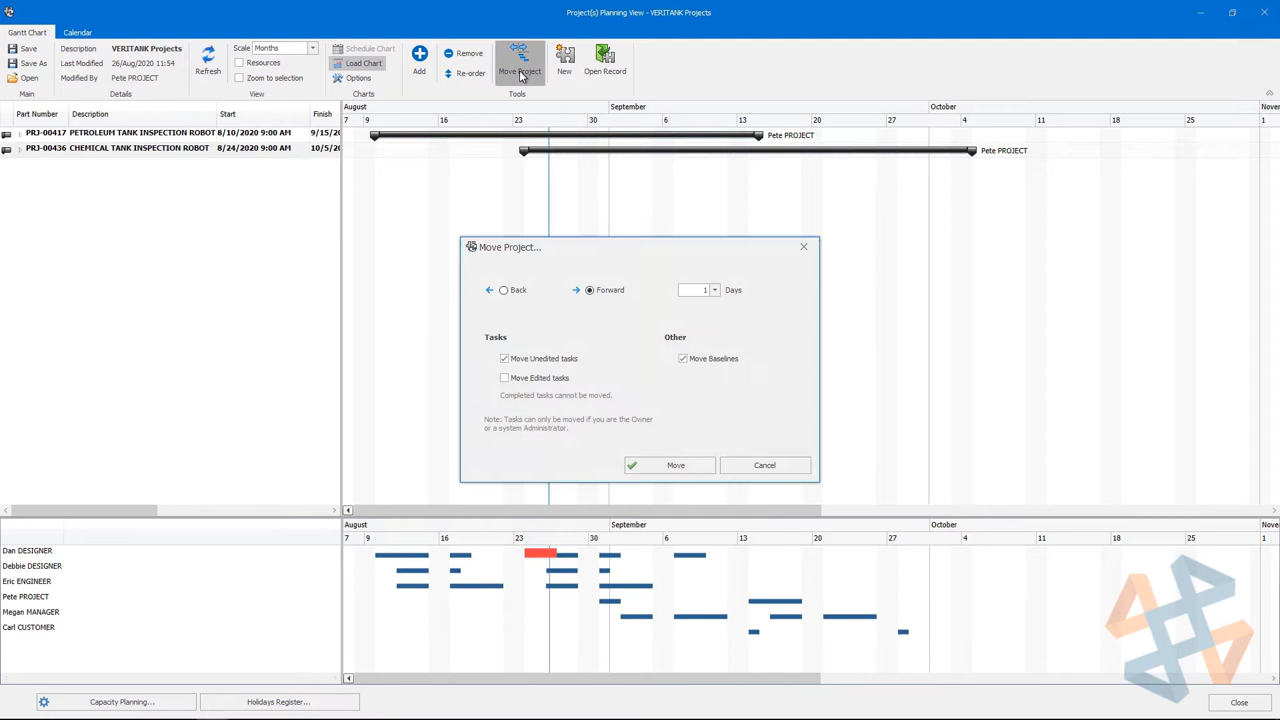 Project(s) Planning View - VERITANK Projects
Gantt Chart Calendar
Save Description VERITANK Projects Scale Months Schedule Chart Remove
Save As Last Modified 26/Aug/2020 11:54 Refresh Resources Load Chart Add Re-order Move Project New Open Record
Open Modified By Pete PROJECT Zoom to selection Options
Main Details View Charts Tools
August September October Nove
Part Number Description Start Finish 7 9 16 23 30 6 13 20 27 4 11 18 25 1
PRJ-00417 PETROLEUM TANK INSPECTION ROBOT 8/10/2020 9:00 AM 9/15/20 Pete PROJECT
PRJ-00436 CHEMICAL TANK INSPECTION ROBOT 8/24/2020 9:00 AM 10/5/20 Pete PROJECT
Move Project...
Back Forward 1 Days
Tasks Other
Move Unedited tasks Move Baselines
Move Edited tasks
Completed tasks cannot be moved.
Note: Tasks can only be moved if you are the Owner
or a system Administrator.
Move Cancel
August September October Nove
7 9 16 23 30 6 13 20 27 4 11 18 25 1
Dan DESIGNER
Debbie DESIGNER
Eric ENGINEER
Pete PROJECT
Megan MANAGER
Carl CUSTOMER
Capacity Planning... Holidays Register... Close